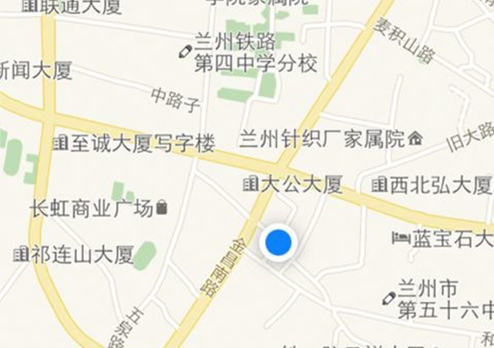 联通大厦
学院家属院
麦积山路
兰州铁路
第四中学分校
新闻大厦
中路子
旧大路
至诚大厦写字楼
兰州针织厂家属院
大公大厦
西北弘大厦
长虹商业广场
金昌南路
蓝宝石大
祁连山大厦
兰州市
第五十六中
五泉路